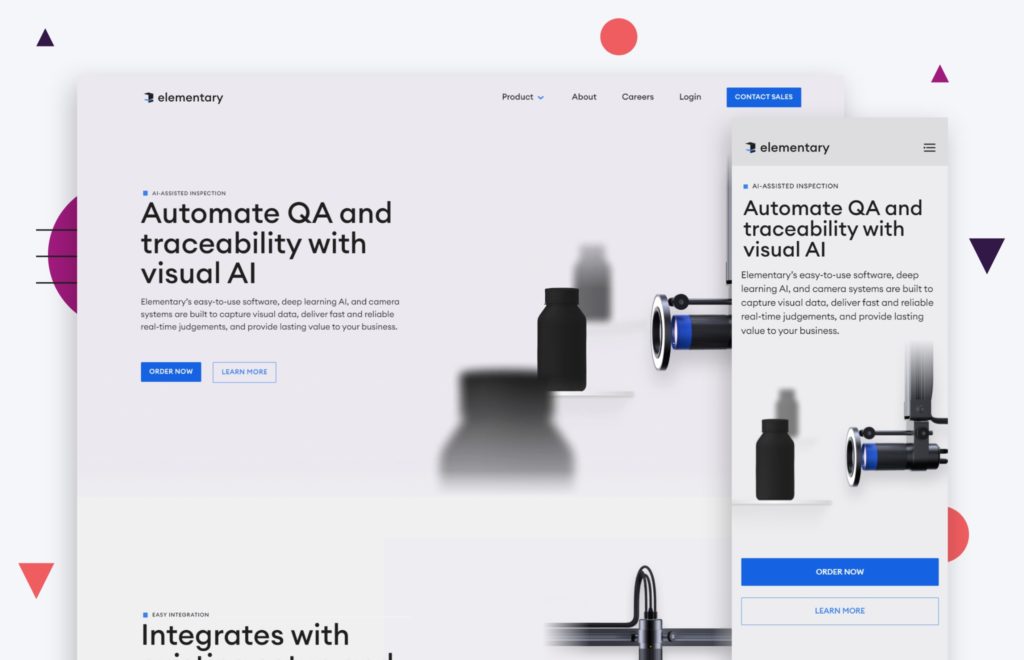 elementary
Product
About
Careers
Login
CONTACT SALES
AI-ASSISTED INSPECTION
Automate QA and
traceability with
visual AI
Elementary's easy-to-use software, deep learning AI, and camera
systems are built to capture visual data, deliver fast and reliable
real-time judgements, and provide lasting value to your business.
ORDER NOW
LEARN MORE
EASY INTEGRATION
Integrates with
elementary
AI-ASSISTED INSPECTION
Automate QA and
traceability with
visual AI
Elementary's easy-to-use software, deep
learning AI, and camera systems are built to
capture visual data, deliver fast and reliable
real-time judgements, and provide lasting
value to your business.
ORDER NOW
LEARN MORE